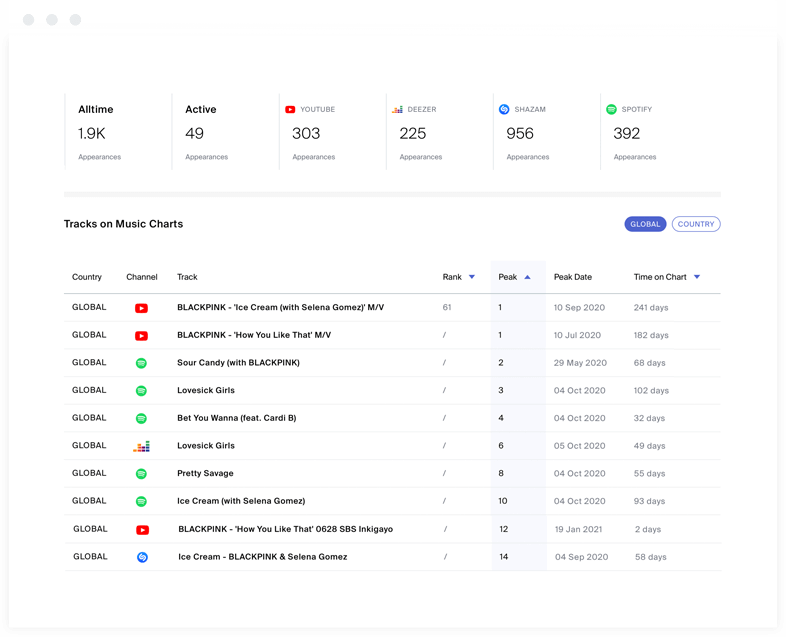 Alltime Active YOUTUBE DEEZER SHAZAM SPOTIFY
1.9K 49 303 225 956 392
Appearances Appearances Appearances Appearances Appearances Appearances
Tracks on Music Charts GLOBAL COUNTRY
Country Channel Track Rank Peak Peak Date Time on Chart
GLOBAL BLACKPINK - 'Ice Cream (with Selena Gomez)' M/V 61 1 10 Sep 2020 241 days
GLOBAL BLACKPINK - 'How You Like That' M/V / 1 10 Jul 2020 182 days
GLOBAL Sour Candy (with BLACKPINK) / 2 29 May 2020 68 days
GLOBAL Lovesick Girls / 3 04 Oct 2020 102 days
GLOBAL Bet You Wanna (feat. Cardi B) / 4 04 Oct 2020 32 days
GLOBAL Lovesick Girls / 6 05 Oct 2020 49 days
GLOBAL Pretty Savage / 8 04 Oct 2020 55 days
GLOBAL Ice Cream (with Selena Gomez) / 10 04 Oct 2020 93 days
GLOBAL BLACKPINK - 'How You Like That' 0628 SBS Inkigayo / 12 19 Jan 2021 2 days
GLOBAL Ice Cream - BLACKPINK & Selena Gomez / 14 04 Sep 2020 58 days